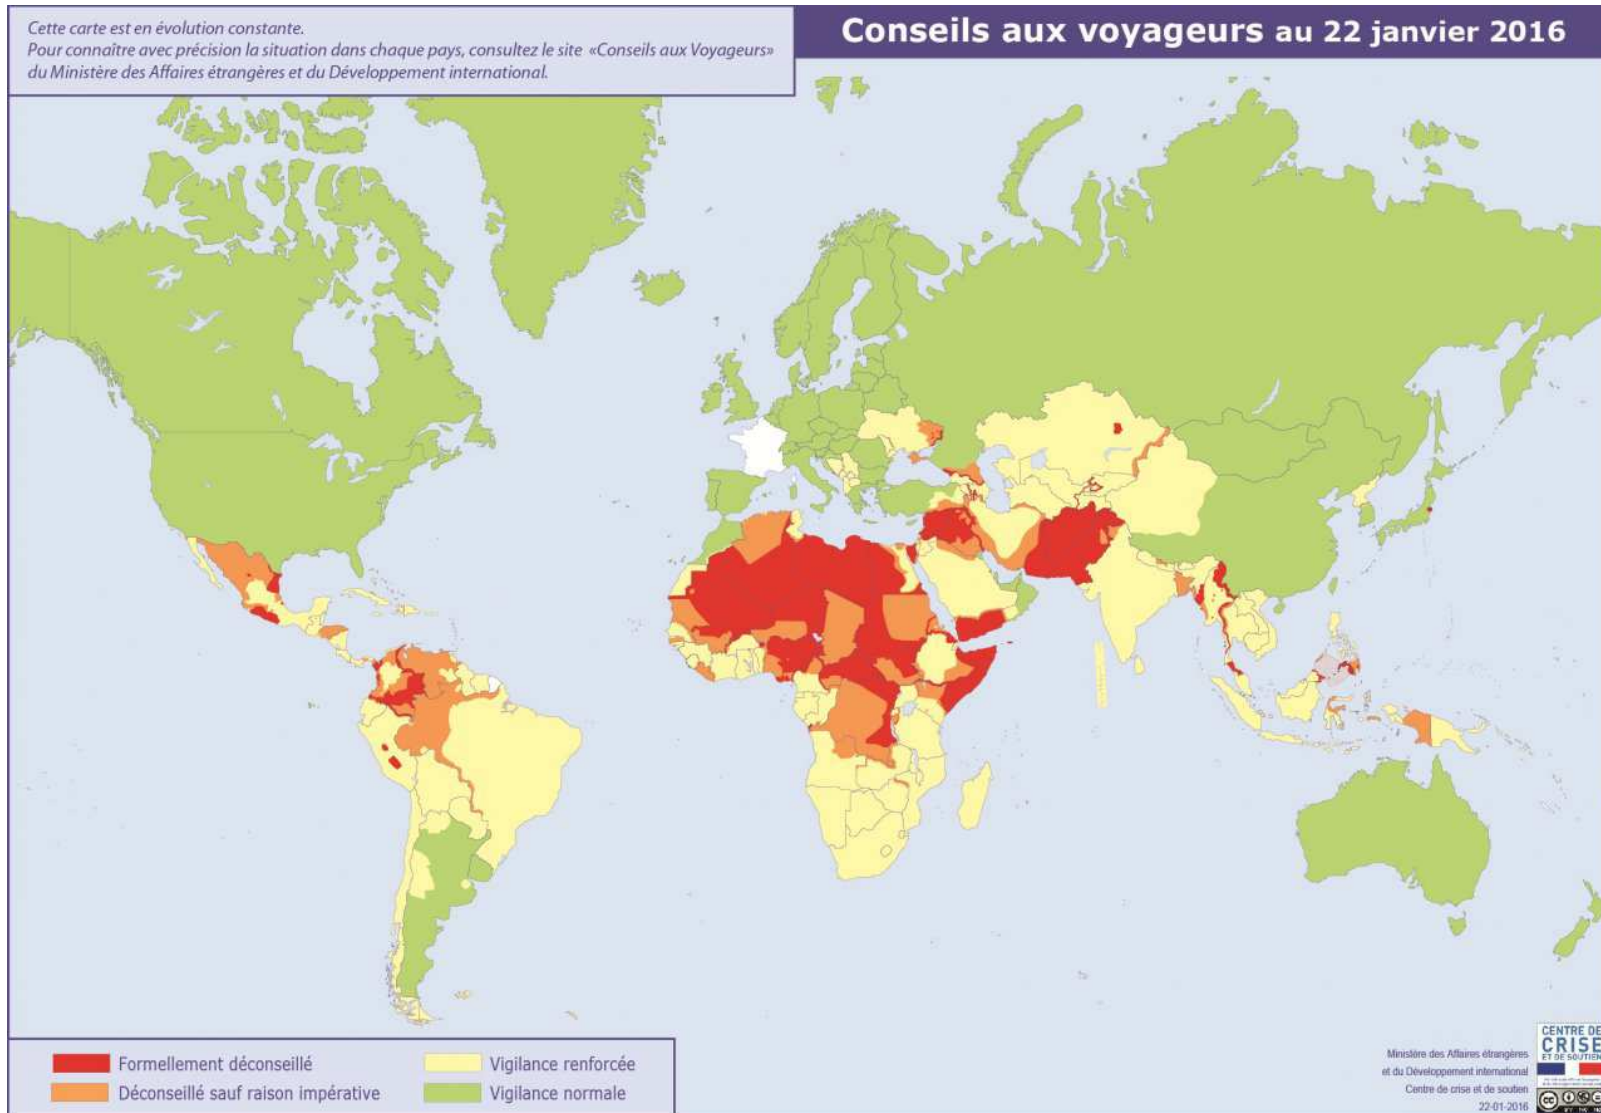 Cette carte est en évolution constante.
Pour connaître avec précision la situation dans chaque pays, consultez le site «Conseils aux Voyageurs»
du Ministère des Affaires étrangères et du Développement international.
Conseils aux voyageurs au 22 janvier 2016
Formellement déconseillé
Déconseillé sauf raison impérative
Vigilance renforcée
Vigilance normale
Ministère des Affaires étrangères
et du Développement international
Centre de crise et de soutien
22-01-2016
CENTRE DE
CRISE
ET DE SOUTIEN
cc